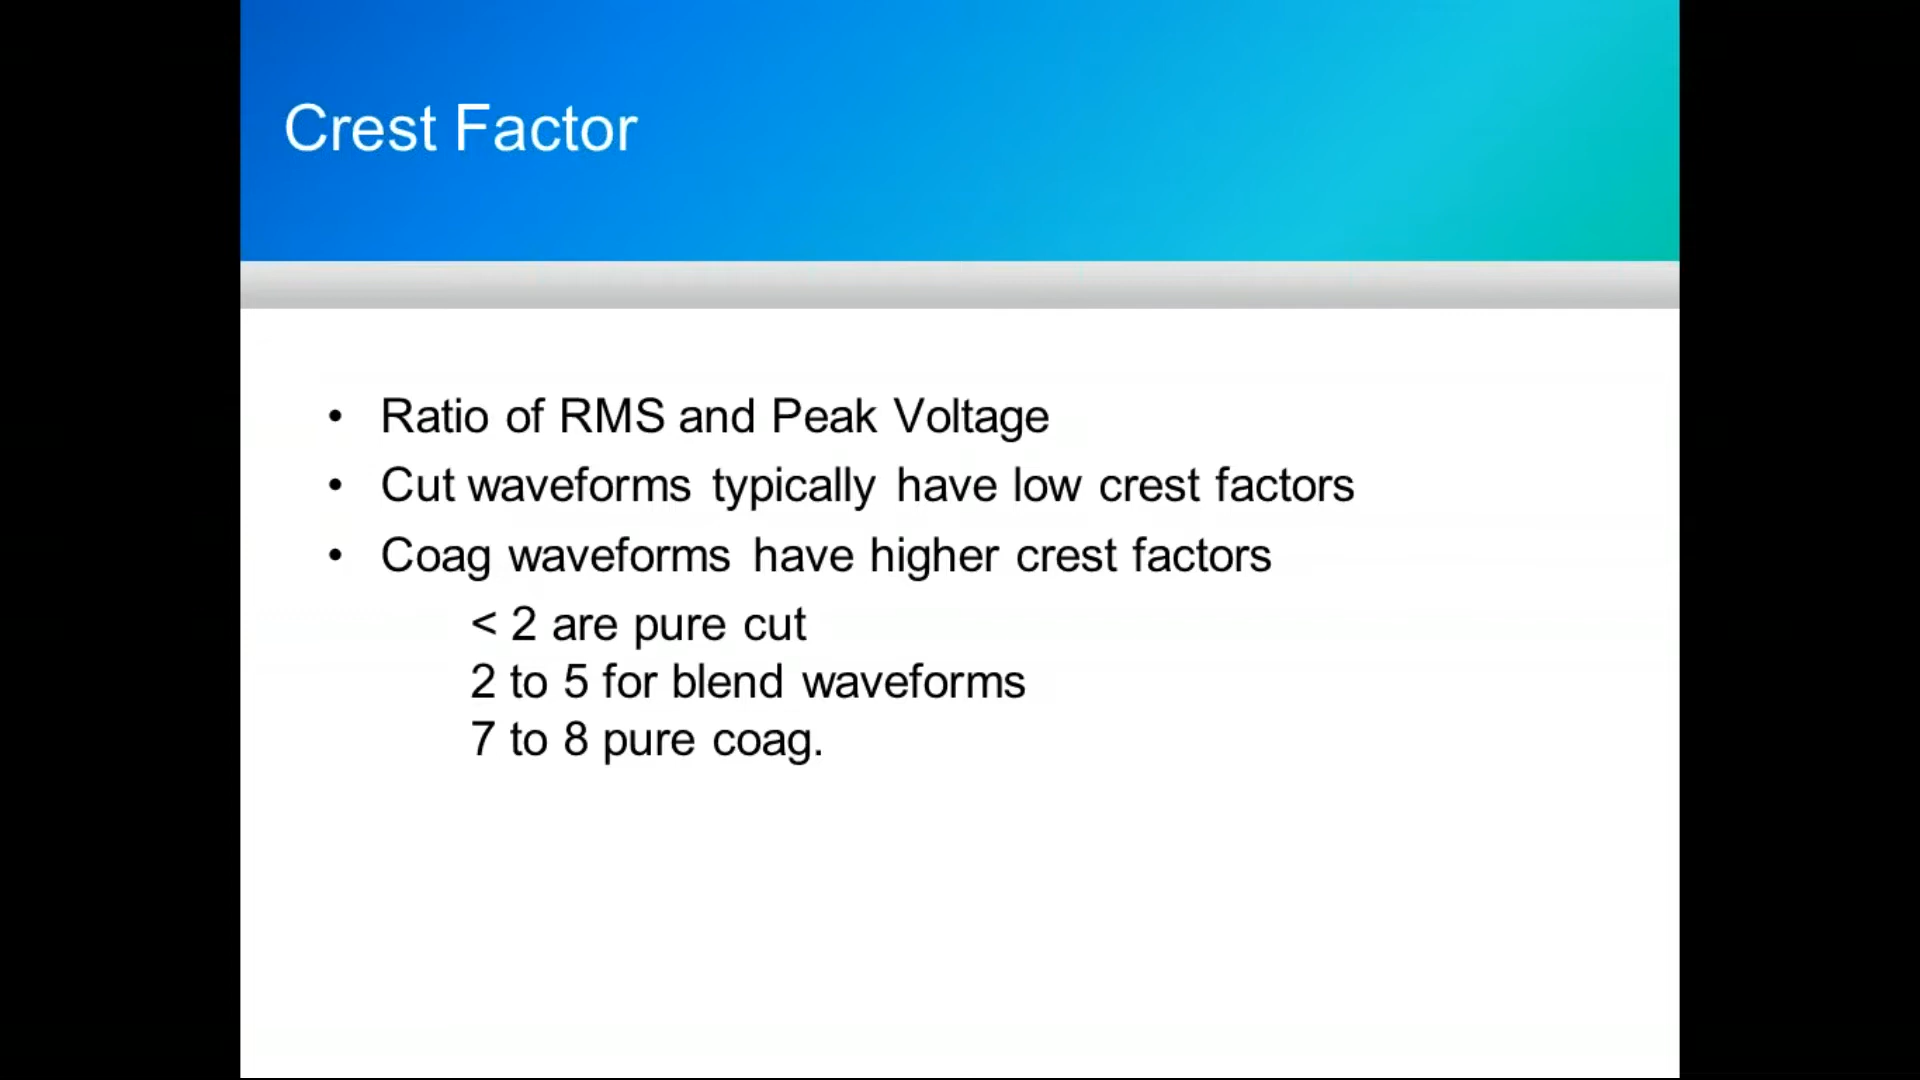 Crest Factor
• Ratio of RMS and Peak Voltage
• Cut waveforms typically have low crest factors
• Coag waveforms have higher crest factors
< 2 are pure cut
2 to 5 for blend waveforms
7 to 8 pure coag.